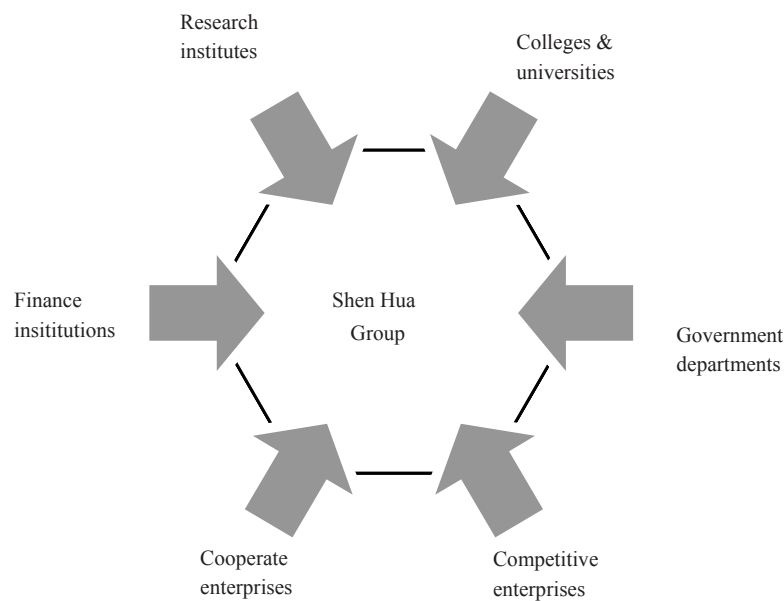 Research
institutes
Colleges &
universities
Finance
insititutions
Shen Hua
Group
Government
departments
Cooperate
enterprises
Competitive
enterprises